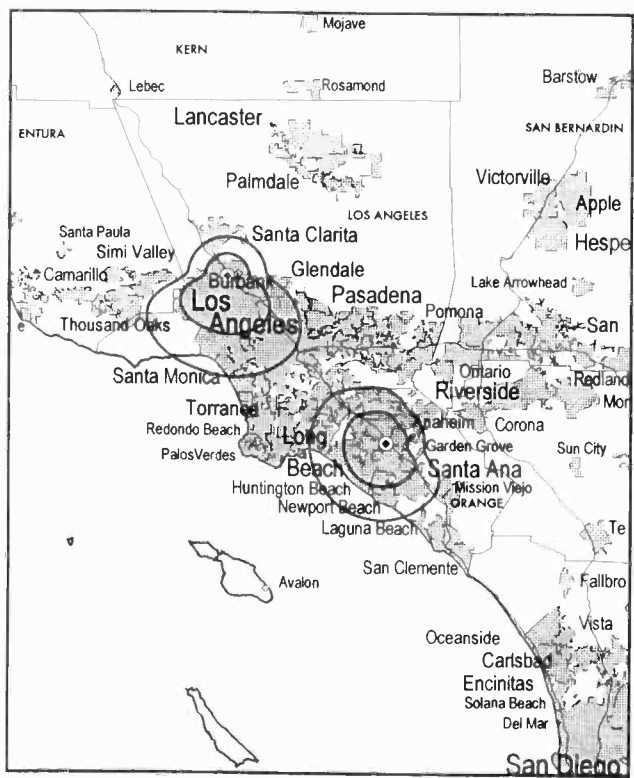 Mojave
KERN
Barstow
Lebec
Rosamond
Lancaster
ENTURA
SAN BERNARDIN
Palmdale
Victorville
Apple
LOS ANGELES
Santa Paula
Santa Clarita
Hespe
Simi Valley
Camarillo
Burbank
Glendale
Lake Arrowhead
Los
Angeles
Pasadena
e
Thousand Oaks
Pomona
San
Santa Monica
Ontario
Redland
Riverside
Mor
Torrance
Redondo Beach
Long
Anaheim
Corona
PalosVerdes
Garden Grove
Sun City
Beach
Santa Ana
Huntington Beach
Mission Viejo
Newport Beach
ORANGE
Laguna Beach
Te
San Clemente
Avalon
Fallbro
Vista
Oceanside
Carlsbad
Encinitas
Solana Beach
Del Mar
San Diego